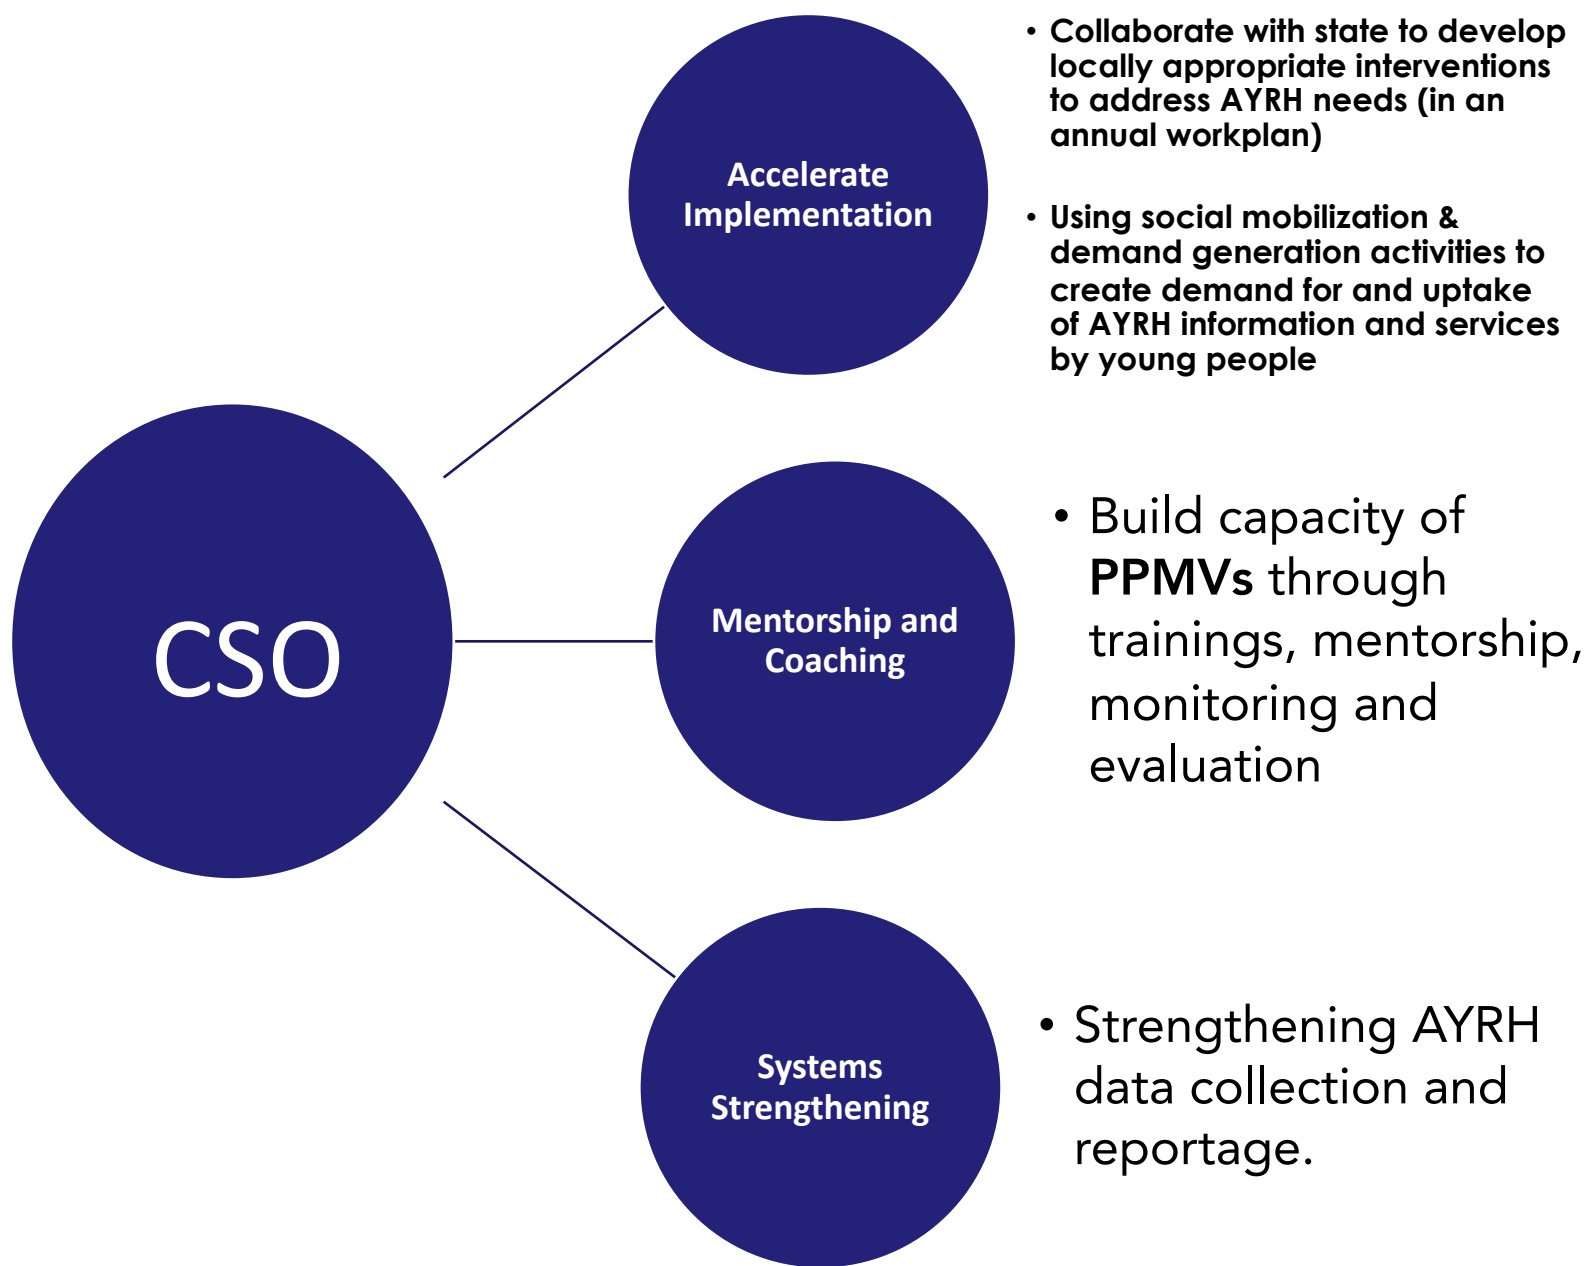 CSO
Accelerate
Implementation
• Collaborate with state to develop
locally appropriate interventions
to address AYRH needs (in an
annual workplan)
• Using social mobilization &
demand generation activities to
create demand for and uptake
of AYRH information and services
by young people
Mentorship and
Coaching
• Build capacity of
PPMVs through
trainings, mentorship,
monitoring and
evaluation
Systems
Strengthening
• Strengthening AYRH
data collection and
reportage.